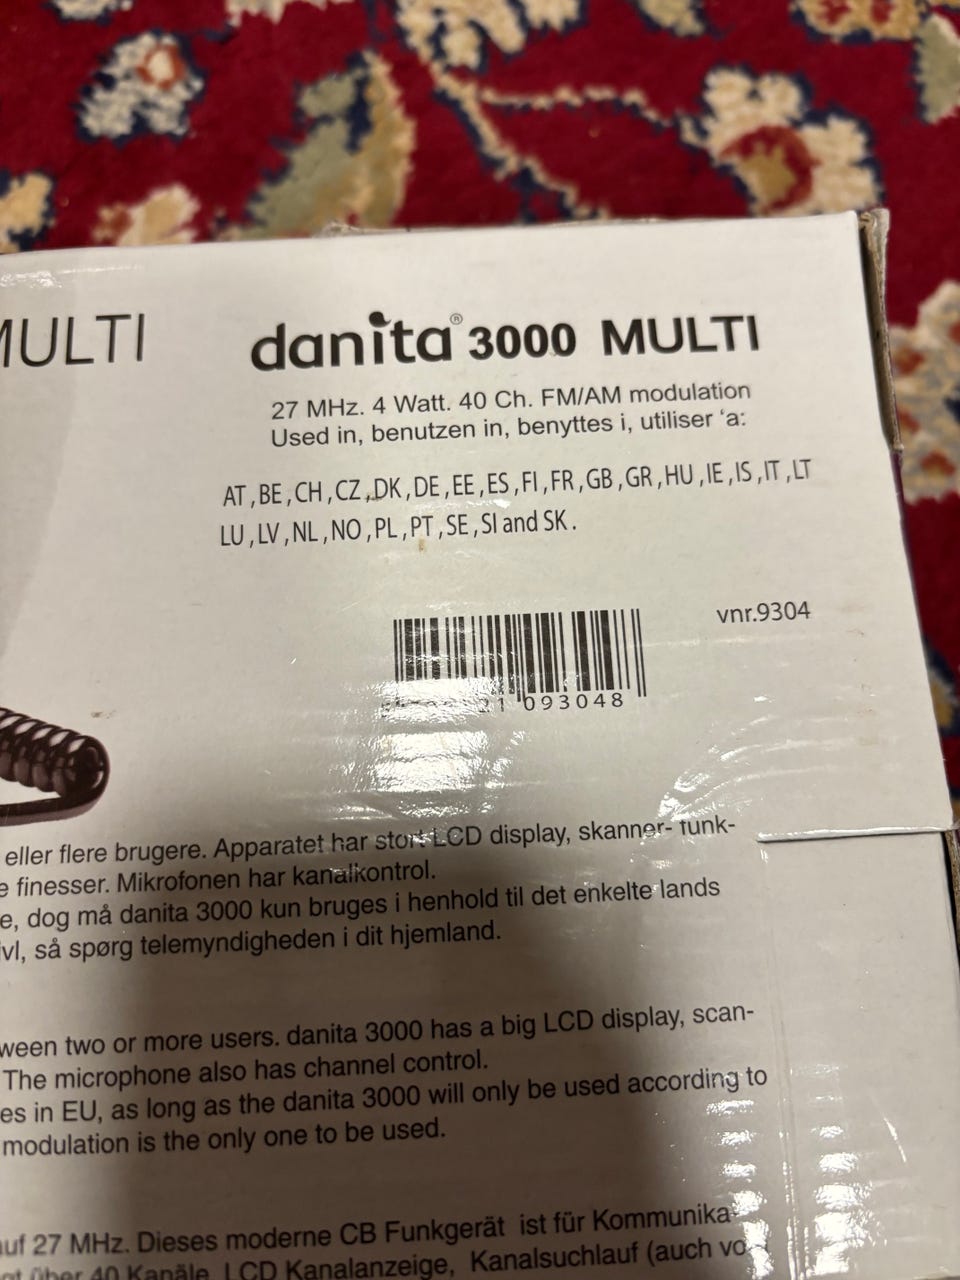 MULTI
danita® 3000 MULTI
27 MHz. 4 Watt. 40 Ch. FM/AM modulation
Used in, benutzen in, benyttes i, utiliser ‘a:
AT ,BE ,CH ,CZ ,DK ,DE ,EE ,ES ,FI ,FR ,GB ,GR ,HU ,IE ,IS ,IT ,LT
LU ,LV ,NL ,NO ,PL ,PT ,SE ,SI and SK .
vnr.9304
093048
eller flere brugere. Apparatet har stort LCD display, skanner- funk-
finesser. Mikrofonen har kanalkontrol.
dog må danita 3000 kun bruges i henhold til det enkelte lands
så spørg telemyndigheden i dit hjemland.
two or more users. danita 3000 has a big LCD display, scan-
The microphone also has channel control.
in EU, as long as the danita 3000 will only be used according to
modulation is the only one to be used.
auf 27 MHz. Dieses moderne CB Funkgerät ist für Kommunika-
über 40 Kanäle, LCD Kanalanzeige, Kanalsuchlauf (auch